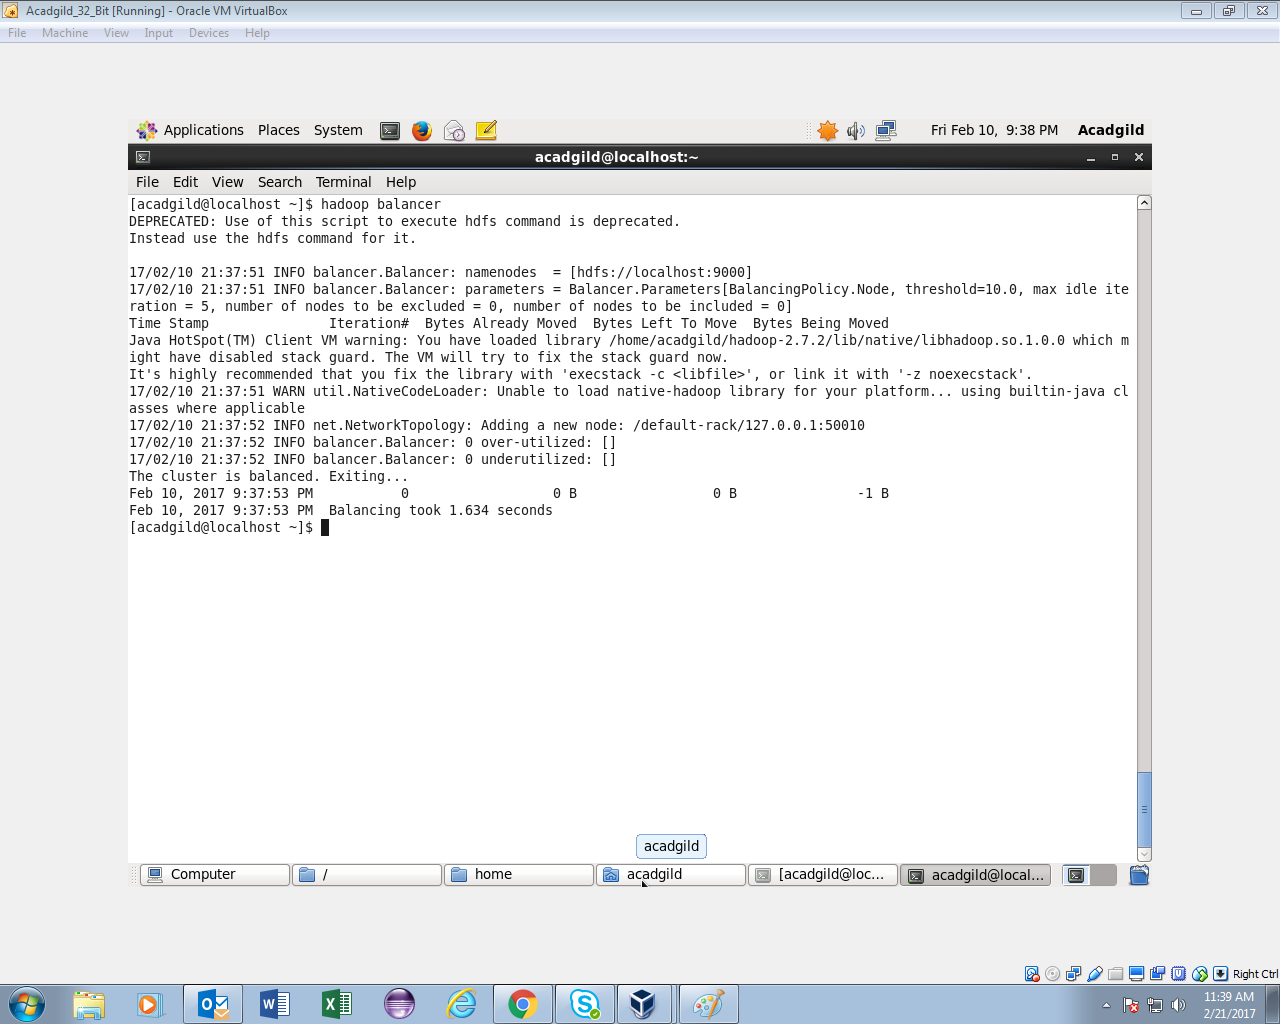 Acadgild_32_Bit [Running] - Oracle VM VirtualBox
File Machine View Input Devices Help
Applications Places System Fri Feb 10, 9:38 PM Acadgild
acadgild@localhost:~
File Edit View Search Terminal Help
[acadgild@localhost ~]$ hadoop balancer
DEPRECATED: Use of this script to execute hdfs command is deprecated.
Instead use the hdfs command for it.
17/02/10 21:37:51 INFO balancer.Balancer: namenodes  = [hdfs://localhost:9000]
17/02/10 21:37:51 INFO balancer.Balancer: parameters = Balancer.Parameters[BalancingPolicy.Node, threshold=10.0, max idle ite
ration = 5, number of nodes to be excluded = 0, number of nodes to be included = 0]
Time Stamp               Iteration#  Bytes Already Moved  Bytes Left To Move  Bytes Being Moved
Java HotSpot(TM) Client VM warning: You have loaded library /home/acadgild/hadoop-2.7.2/lib/native/libhadoop.so.1.0.0 which m
ight have disabled stack guard. The VM will try to fix the stack guard now.
It's highly recommended that you fix the library with 'execstack -c <libfile>', or link it with '-z noexecstack'.
17/02/10 21:37:51 WARN util.NativeCodeLoader: Unable to load native-hadoop library for your platform... using builtin-java cl
asses where applicable
17/02/10 21:37:52 INFO net.NetworkTopology: Adding a new node: /default-rack/127.0.0.1:50010
17/02/10 21:37:52 INFO balancer.Balancer: 0 over-utilized: []
17/02/10 21:37:52 INFO balancer.Balancer: 0 underutilized: []
The cluster is balanced. Exiting...
Feb 10, 2017 9:37:53 PM           0                  0 B                 0 B               -1 B
Feb 10, 2017 9:37:53 PM  Balancing took 1.634 seconds
[acadgild@localhost ~]$
acadgild
Computer / home acadgild [acadgild@loc... acadgild@local...
Right Ctrl
11:39 AM
2/21/2017